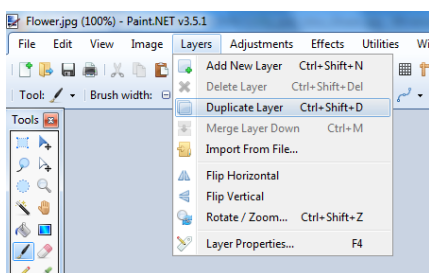 Flower.jpg (100%) - Paint.NET v3.5.1
File Edit View Image Layers Adjustments Effects Utilities
Add New Layer Ctrl+Shift+N
Delete Layer Ctrl+Shift+Del
Tool: Brush width:
Duplicate Layer Ctrl+Shift+D
Tools
Merge Layer Down Ctrl+M
Import From File...
Flip Horizontal
Flip Vertical
Rotate / Zoom... Ctrl+Shift+Z
Layer Properties... F4